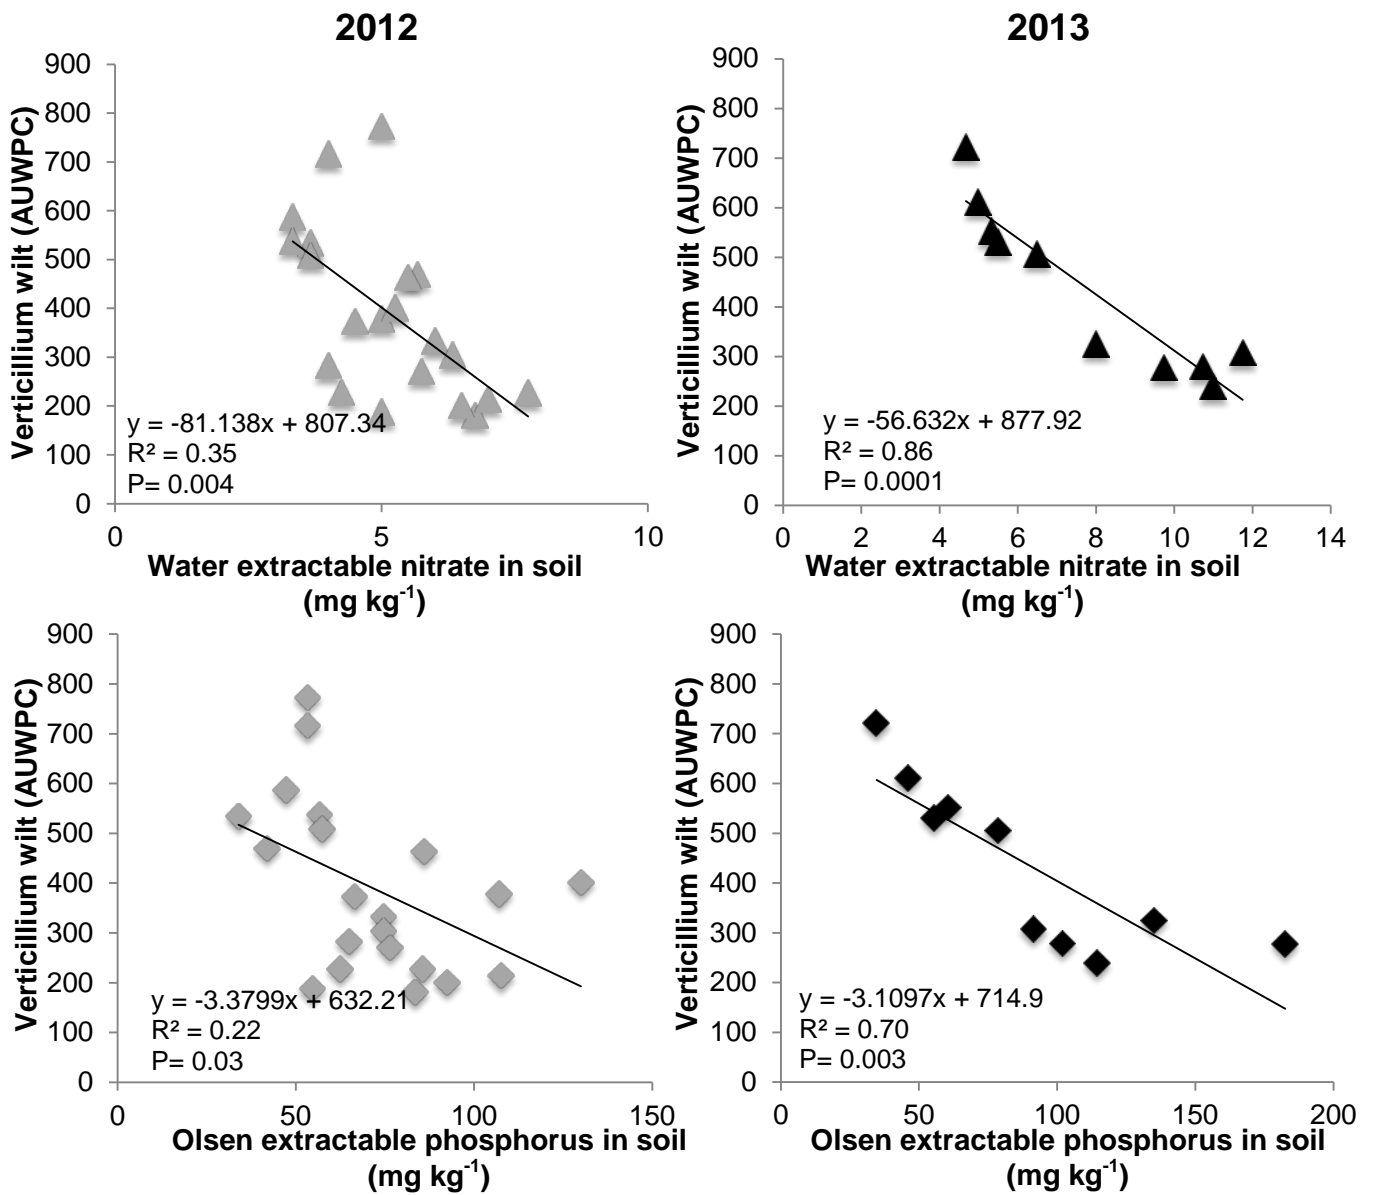 2012
Verticillium wilt (AUWPC)
900
800
700
600
500
400
300
200
100
0
y = -81.138x + 807.34
R² = 0.35
P= 0.004
0 5 10
Water extractable nitrate in soil
(mg kg⁻¹)
2013
Verticillium wilt (AUWPC)
900
800
700
600
500
400
300
200
100
0
y = -56.632x + 877.92
R² = 0.86
P= 0.0001
0 2 4 6 8 10 12 14
Water extractable nitrate in soil
(mg kg⁻¹)
Verticillium wilt (AUWPC)
900
800
700
600
500
400
300
200
100
0
y = -3.3799x + 632.21
R² = 0.22
P= 0.03
0 50 100 150
Olsen extractable phosphorus in soil
(mg kg⁻¹)
Verticillium wilt (AUWPC)
900
800
700
600
500
400
300
200
100
0
y = -3.1097x + 714.9
R² = 0.70
P= 0.003
0 50 100 150 200
Olsen extractable phosphorus in soil
(mg kg⁻¹)